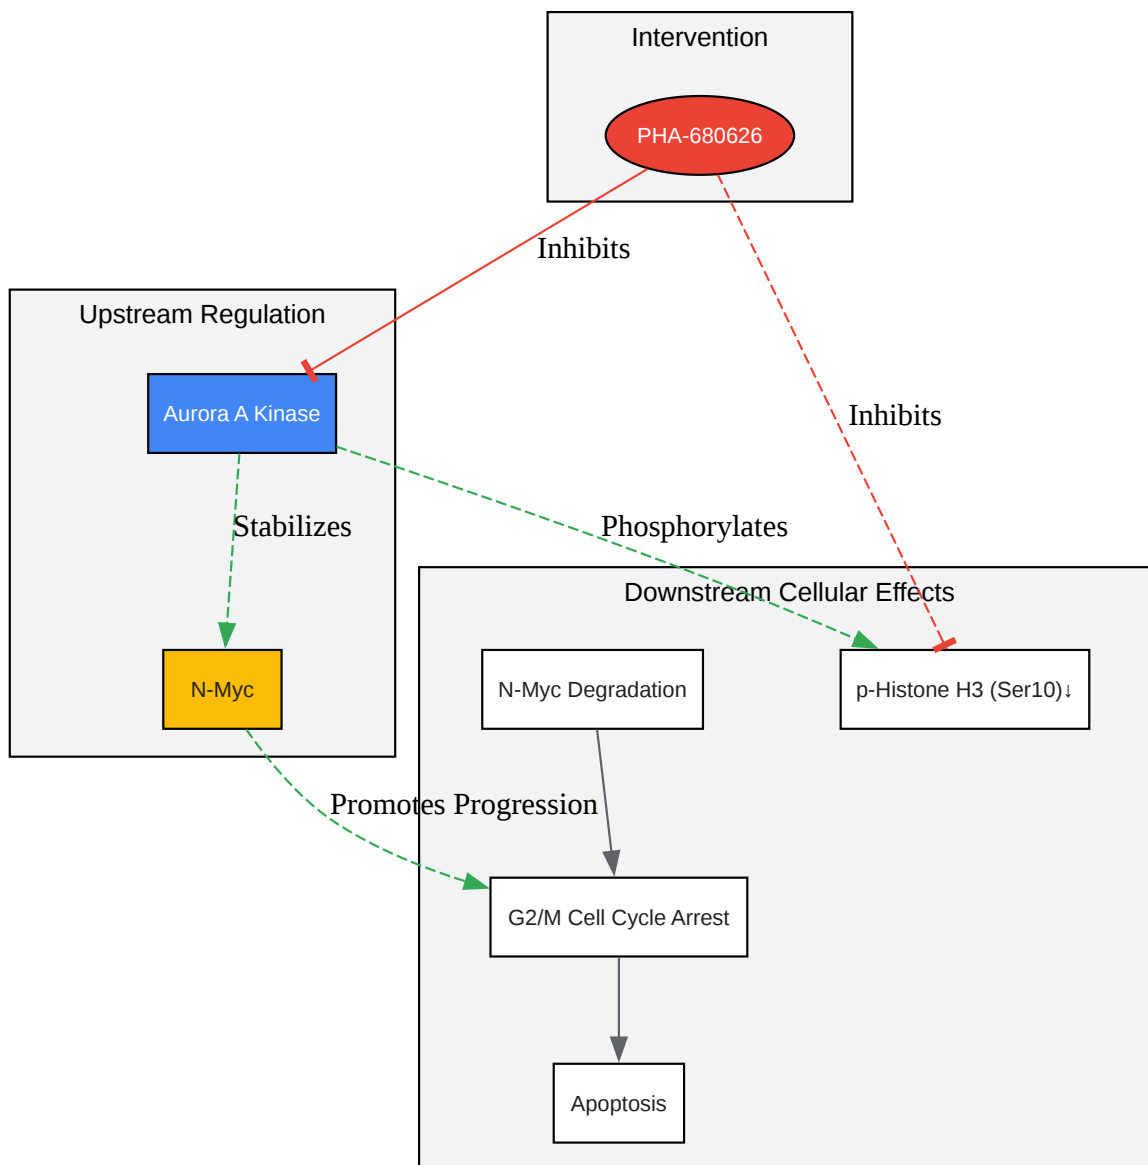 Intervention
PHA-680626
Inhibits
Upstream Regulation
Aurora A Kinase
Inhibits
Stabilizes
Phosphorylates
Downstream Cellular Effects
N-Myc
N-Myc Degradation
p-Histone H3 (Ser10)↓
Promotes Progression
G2/M Cell Cycle Arrest
Apoptosis